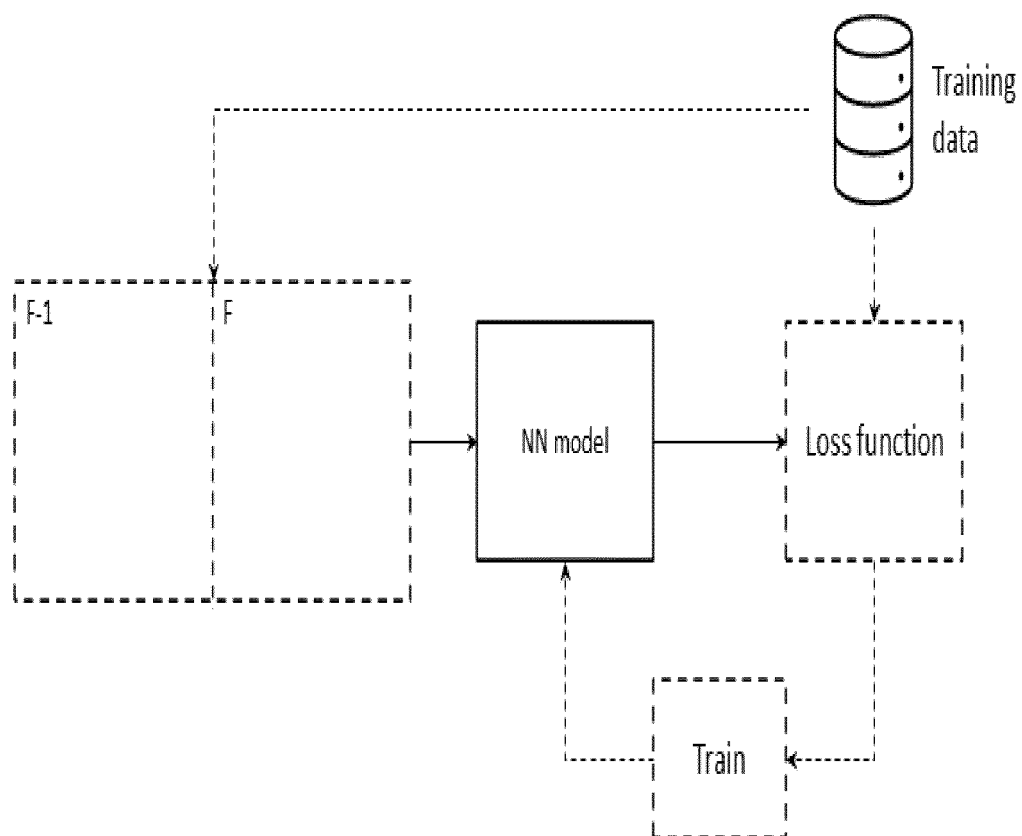 Training
data
F-1
F
NN model
Loss function
Train